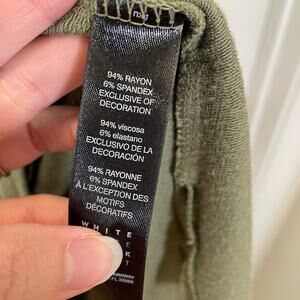 94% RAYON
6% SPANDEX
EXCLUSIVE OF
DECORATION
94% viscosa
6% elastano
EXCLUSIVO DE LA
DECORACIÓN
94% RAYONNE
6% SPANDEX
À L'EXCEPTION DES
MOTIFS
DÉCORATIFS
WHITE